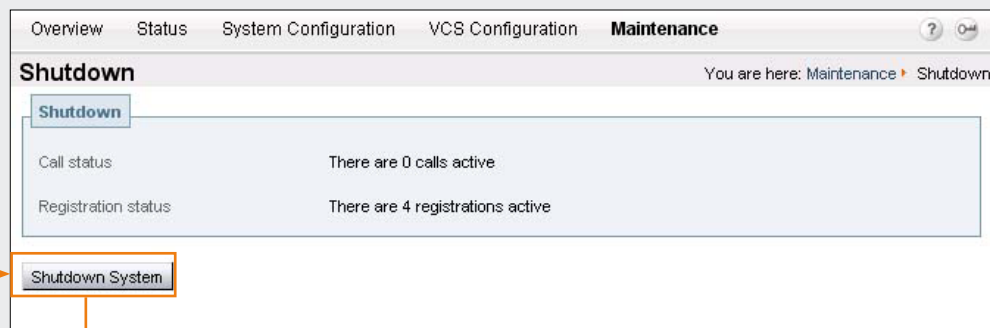 Overview Status System Configuration VCS Configuration Maintenance ?
Shutdown You are here: Maintenance Shutdown
Shutdown
Call status There are 0 calls active
Registration status There are 4 registrations active
Shutdown System